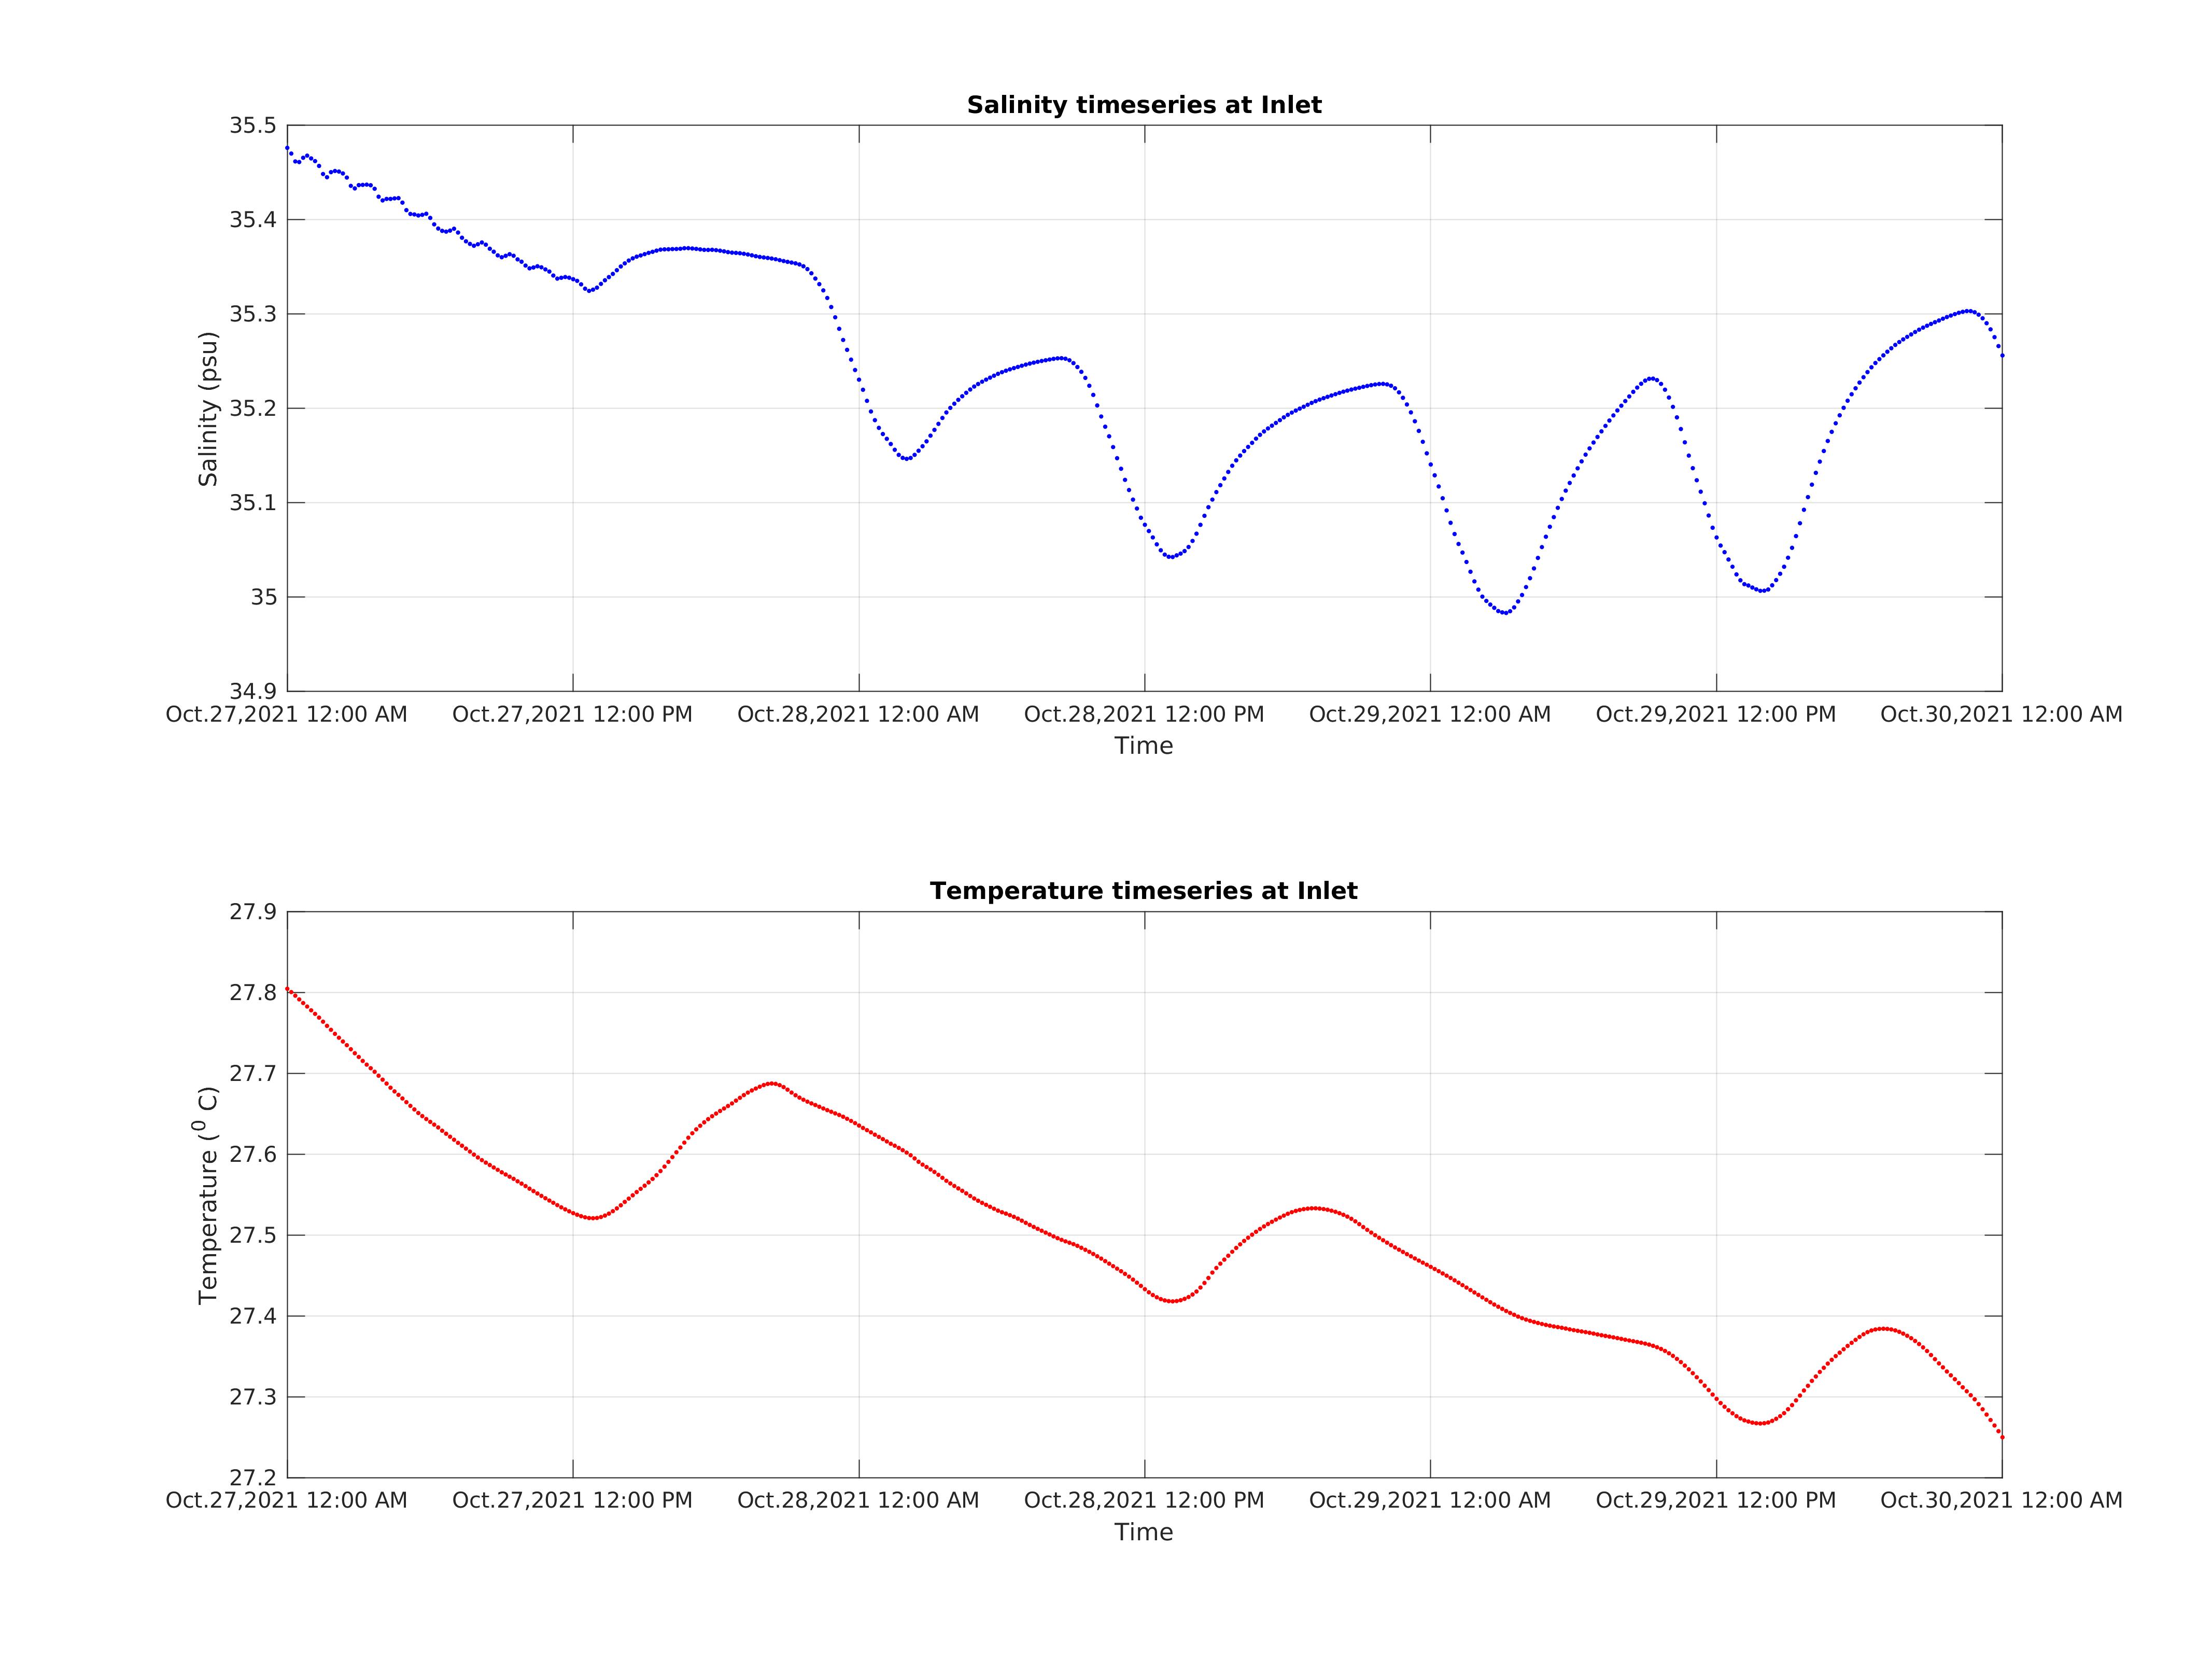 Salinity timeseries at Inlet
35.5
35.4
35.3
35.2
35.1
35
34.9
Salinity (psu)
Oct.27,2021 12:00 AM Oct.27,2021 12:00 PM Oct.28,2021 12:00 AM Oct.28,2021 12:00 PM Oct.29,2021 12:00 AM Oct.29,2021 12:00 PM Oct.30,2021 12:00 AM
Time
Temperature timeseries at Inlet
27.9
27.8
27.7
27.6
27.5
27.4
27.3
27.2
Temperature (⁰ C)
Oct.27,2021 12:00 AM Oct.27,2021 12:00 PM Oct.28,2021 12:00 AM Oct.28,2021 12:00 PM Oct.29,2021 12:00 AM Oct.29,2021 12:00 PM Oct.30,2021 12:00 AM
Time